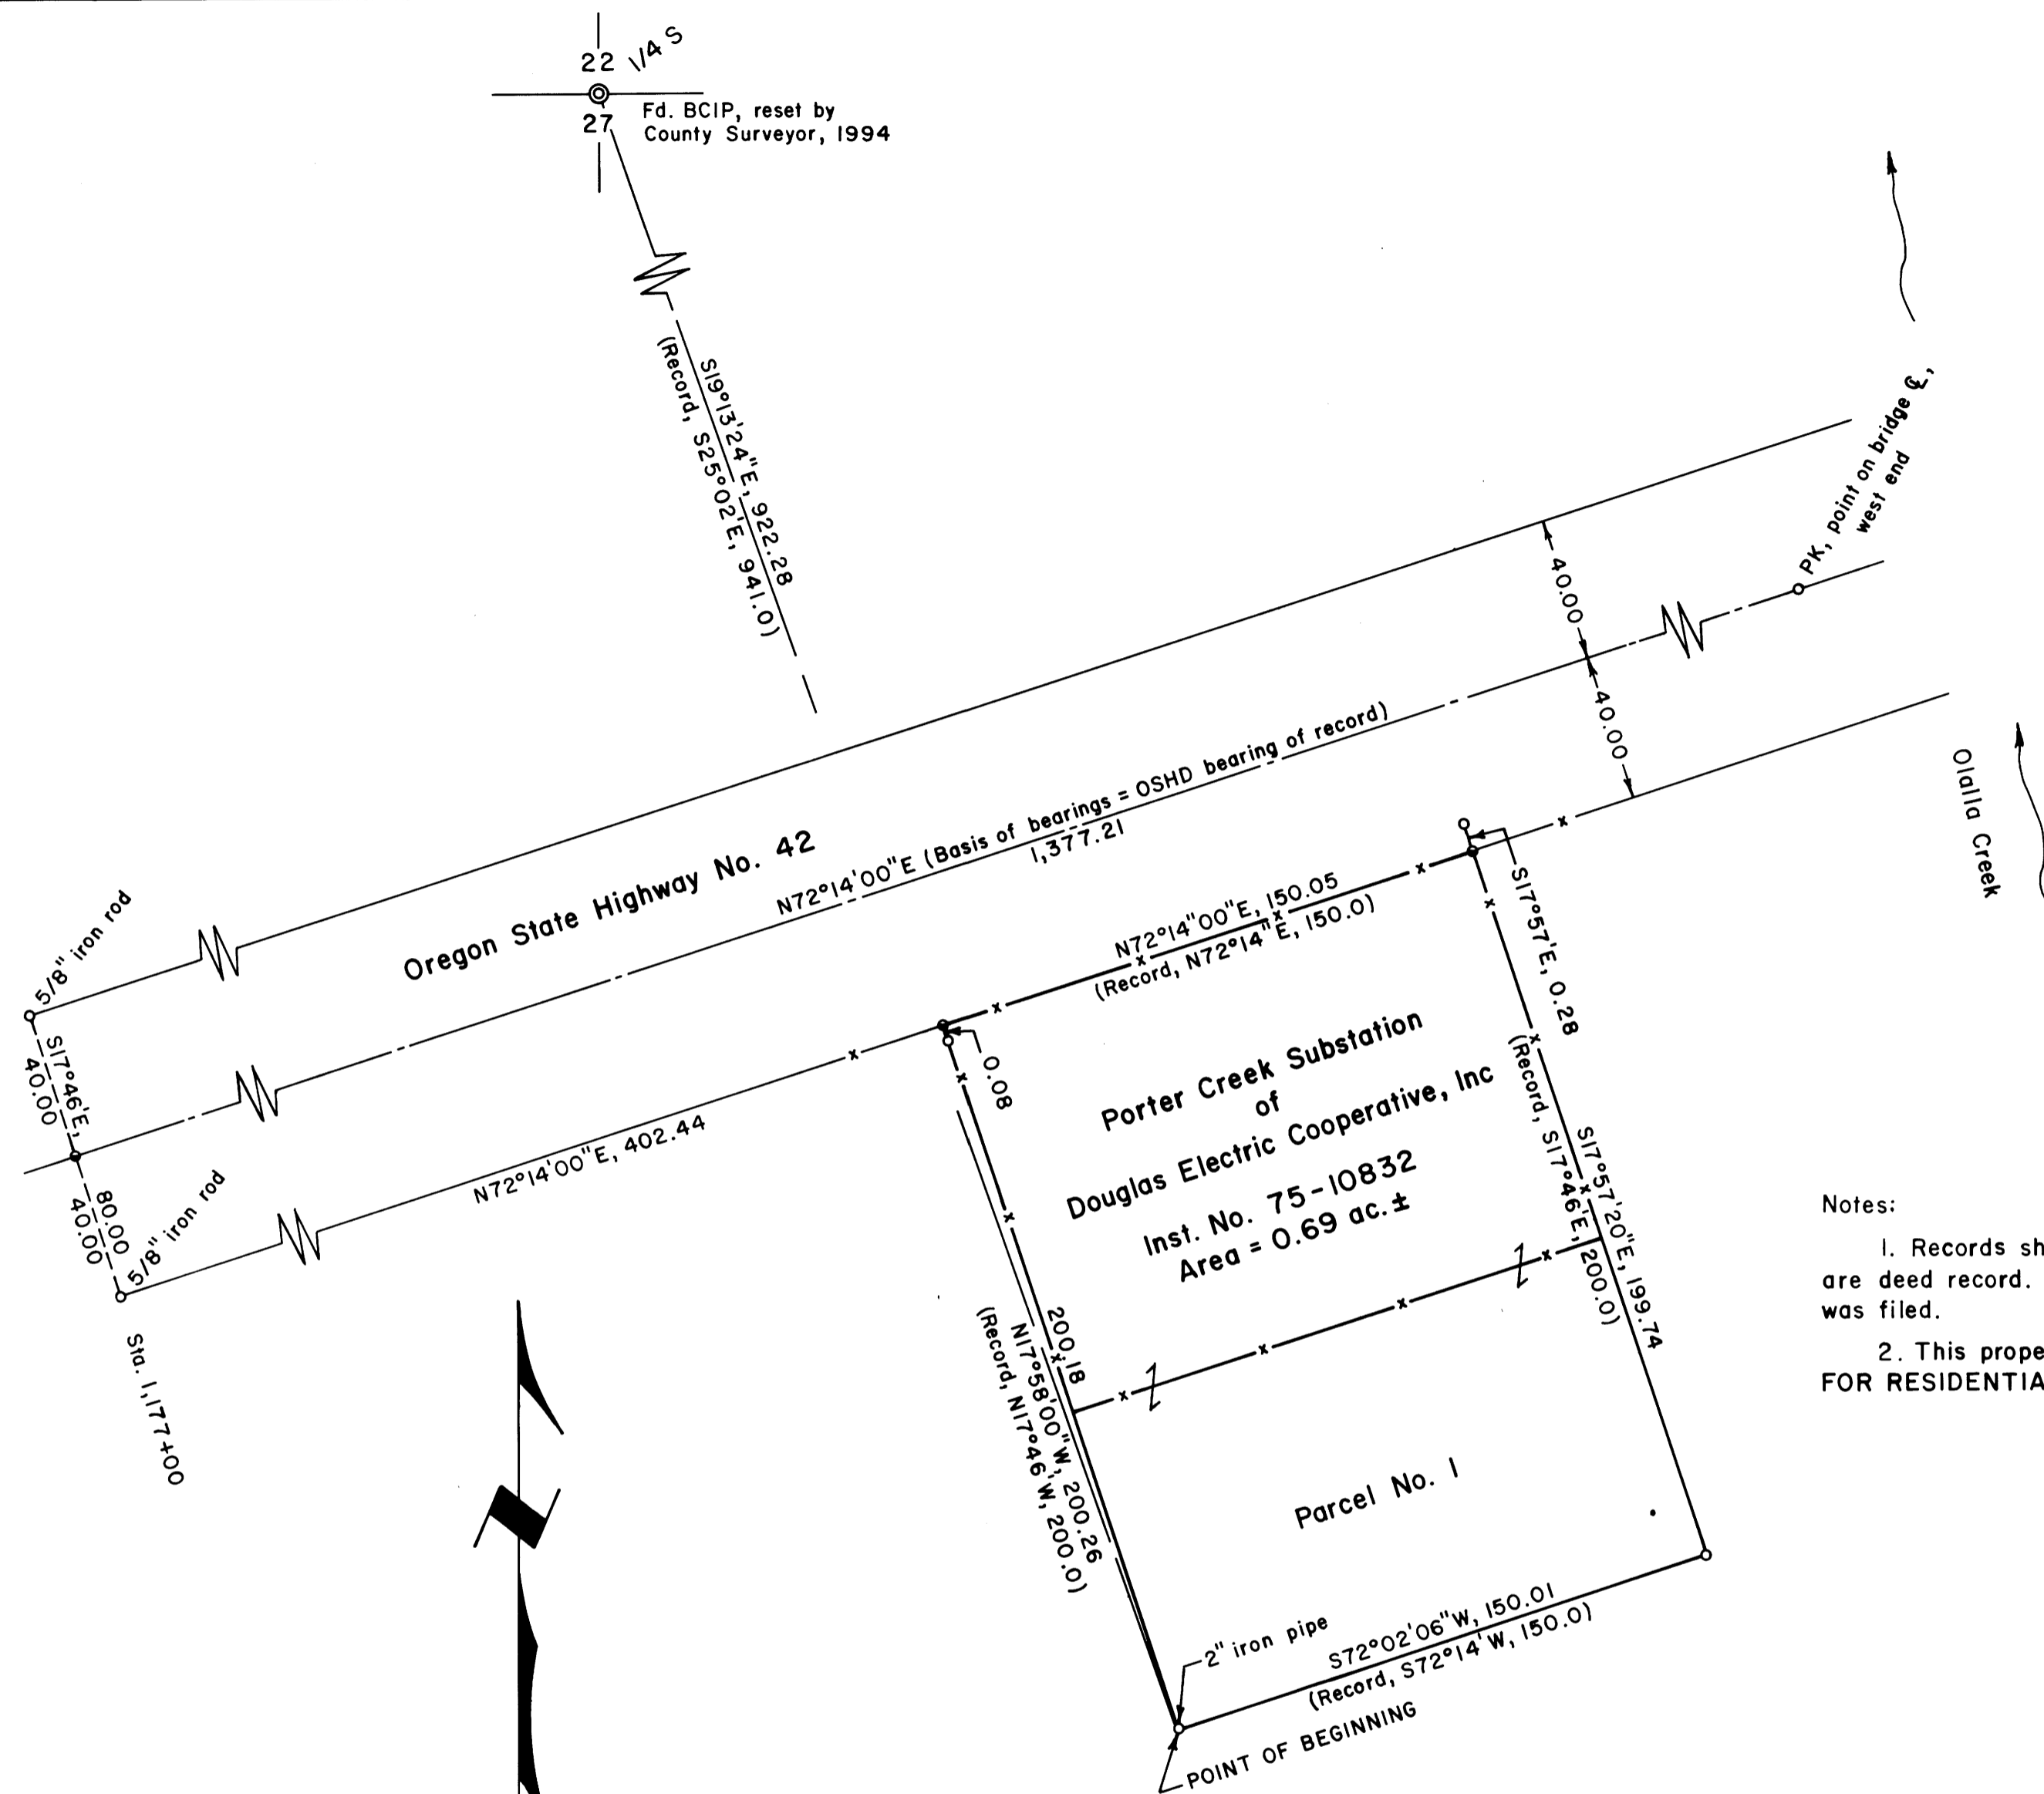 22
1/4 S
27
Fd. BCIP, reset by
County Surveyor, 1994
S19°13'24"E, 922.28
(Record, S25°02'E, 941.0)
PK, point on bridge ℄,
west end
40.00
40.00
Olalla Creek
N72°14'00"E (Basis of bearings = OSHD bearing of record)
1,377.21
Oregon State Highway No. 42
5/8" iron rod
S17°46'E,
40.00
80.00
40.00
5/8" iron rod
Sta. 1,177+00
N72°14'00"E, 402.44
N72°14"00"E, 150.05
(Record, N72°14"E, 150.0)
0.08
S17°57'E, 0.28
Porter Creek Substation
of
Douglas Electric Cooperative, Inc
Inst. No. 75-10832
Area = 0.69 ac.±
(Record, S17°46'E, 200.0)
S17°57'20"E, 199.74
200.18
N17°58'00"W, 200.26
(Record, N17°46'W, 200.0)
Parcel No. 1
2" iron pipe
S72°02'06"W, 150.01
(Record, S72°14'W, 150.0)
POINT OF BEGINNING
Notes:
1. Records sh
are deed record.
was filed.
2. This prope
FOR RESIDENTIA